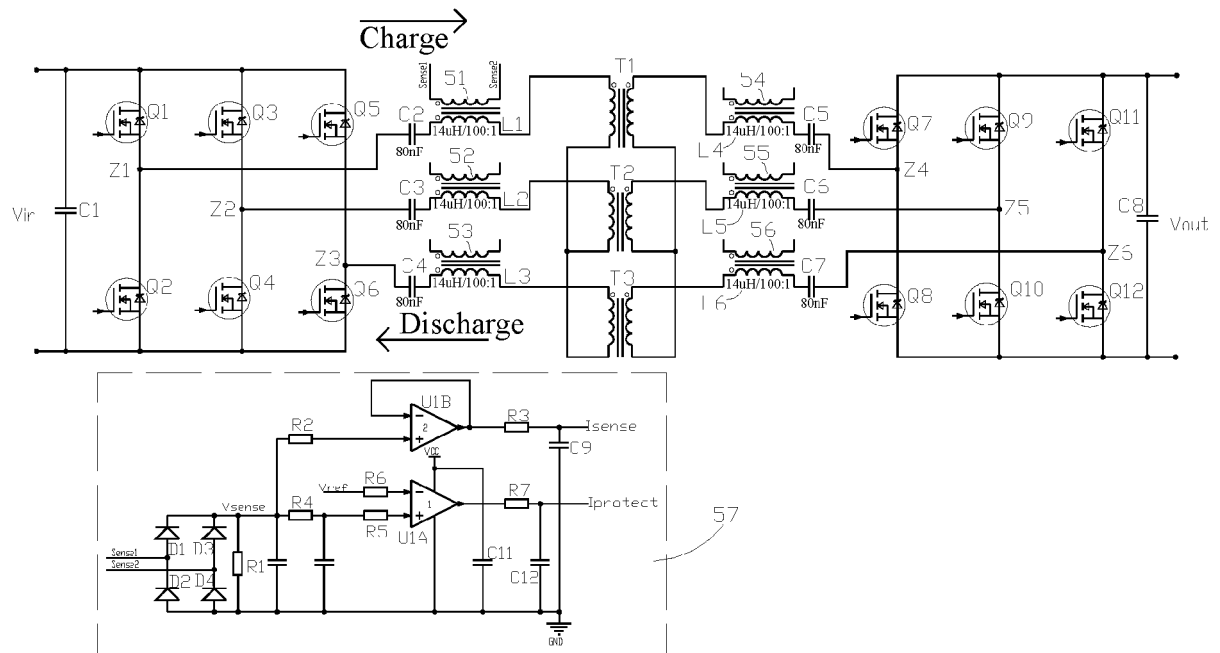 Charge
Sense1
Sense2
51
T1
54
Q1
Q3
Q5
C2
L1
14uH/100:1
80nF
C5
14uH/100:1
80nF
L4
Q7
Q9
Q11
Z1
52
T2
55
Z4
Vin
C1
Z2
C3
14uH/100:1
80nF
L2
C6
14uH/100:1
80nF
L5
Z5
C8
Vout
53
56
Z3
C4
14uH/100:1
80nF
L3
T3
C7
14uH/100:1
80nF
L6
Z6
Q2
Q4
Q6
Q8
Q10
Q12
Discharge
U1B
2
R2
R3
Isense
C9
VCC
Vref
R6
1
R7
Iprotect
Vsense
R4
R5
U1A
57
D1
D3
Sense1
Sense2
R1
C11
C12
D2
D4
GND